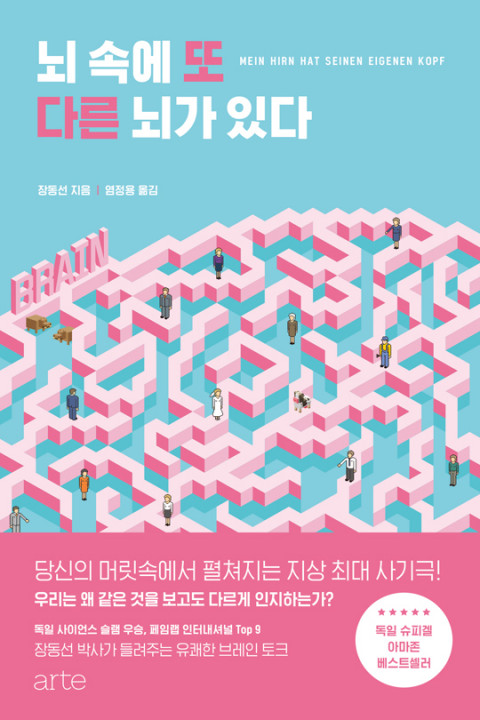 뇌 속에 또
MEIN HIRN HAT SEINEN EIGENEN KOPF
다른 뇌가 있다
장동선 지음 | 염정용 옮김
BRAIN
당신의 머릿속에서 펼쳐지는 지상 최대 사기극!
우리는 왜 같은 것을 보고도 다르게 인지하는가?
독일 사이언스 슬램 우승, 페임랩 인터내셔널 Top 9
장동선 박사가 들려주는 유쾌한 브레인 토크
★★★★★
독일 슈피겔
아마존
베스트셀러
arte